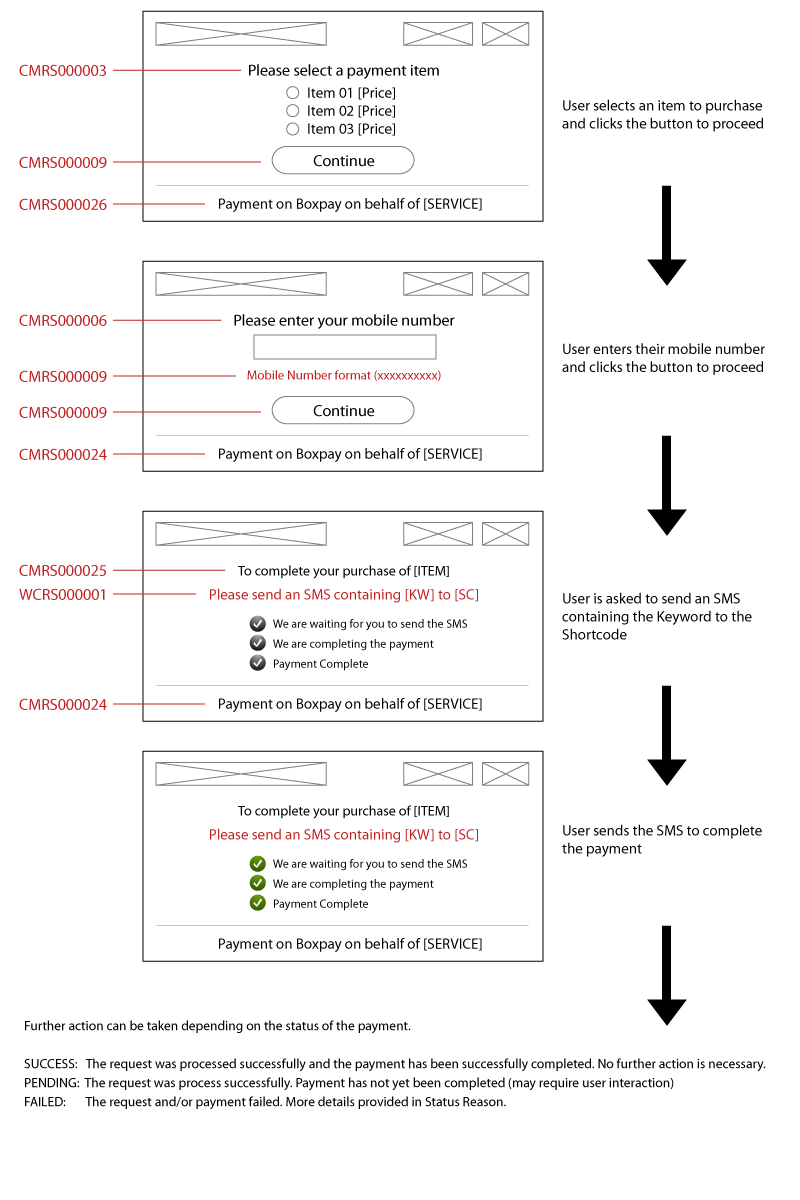 CMRS000003
Please select a payment item
Item 01 [Price]
Item 02 [Price]
Item 03 [Price]
CMRS000009
Continue
CMRS000026
Payment on Boxpay on behalf of [SERVICE]
User selects an item to purchase
and clicks the button to proceed
CMRS000006
Please enter your mobile number
CMRS000009
Mobile Number format (xxxxxxxxxx)
CMRS000009
Continue
CMRS000024
Payment on Boxpay on behalf of [SERVICE]
User enters their mobile number
and clicks the button to proceed
CMRS000025
To complete your purchase of [ITEM]
WCRS000001
Please send an SMS containing [KW] to [SC]
We are waiting for you to send the SMS
We are completing the payment
Payment Complete
CMRS000024
Payment on Boxpay on behalf of [SERVICE]
User is asked to send an SMS
containing the Keyword to the
Shortcode
To complete your purchase of [ITEM]
Please send an SMS containing [KW] to [SC]
We are waiting for you to send the SMS
We are completing the payment
Payment Complete
Payment on Boxpay on behalf of [SERVICE]
User sends the SMS to complete
the payment
Further action can be taken depending on the status of the payment.
SUCCESS: The request was processed successfully and the payment has been successfully completed. No further action is necessary.
PENDING: The request was process successfully. Payment has not yet been completed (may require user interaction)
FAILED: The request and/or payment failed. More details provided in Status Reason.